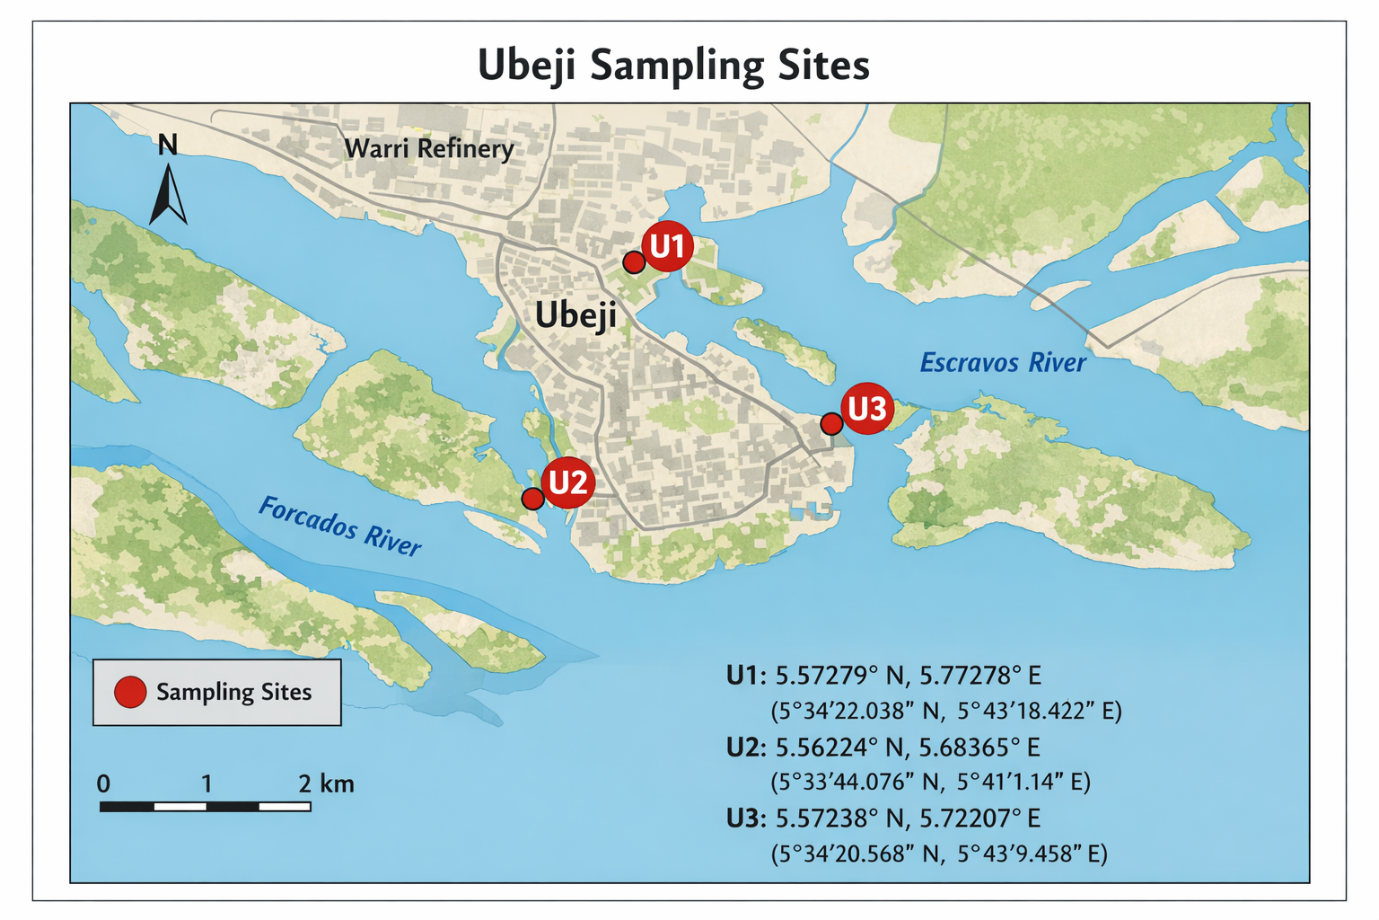 Ubeji Sampling Sites
N
Warri Refinery
U1
Ubeji
Escravos River
U3
U2
Forcados River
Sampling Sites
0 1 2 km
U1: 5.57279° N, 5.77278° E
(5°34’22.038” N, 5°43’18.422” E)
U2: 5.56224° N, 5.68365° E
(5°33’44.076” N, 5°41’1.14” E)
U3: 5.57238° N, 5.72207° E
(5°34’20.568” N, 5°43’9.458” E)